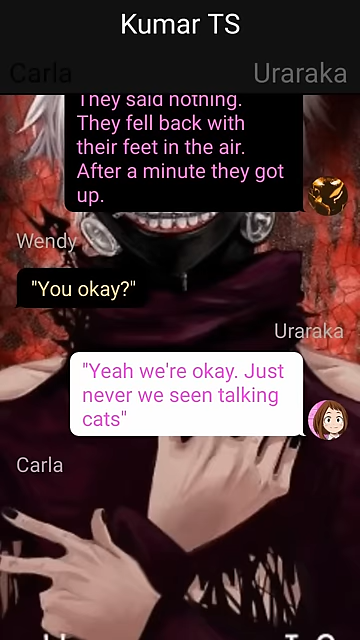 Kumar TS
Carla
Uraraka
They said nothing.
They fell back with
their feet in the air.
After a minute they got
up.
Wendy
"You okay?"
Uraraka
"Yeah we're okay. Just
never we seen talking
cats"
Carla